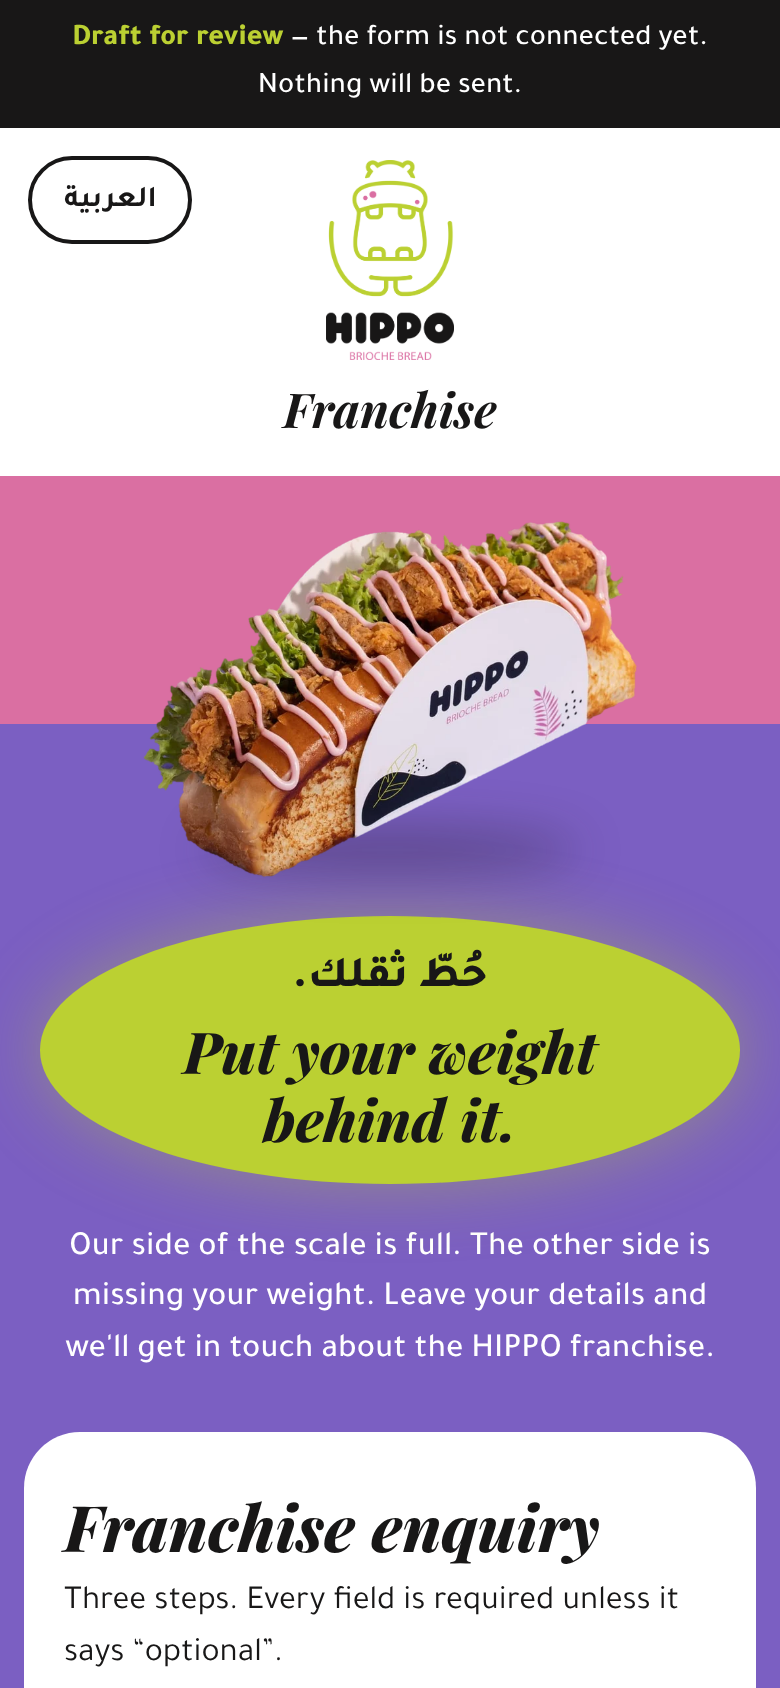 Draft for review – the form is not connected yet.
Nothing will be sent.
العربية
HIPPO
BRIOCHE BREAD
Franchise
HIPPO
BRIOCHE BREAD
حُطّ ثقلك.
Put your weight
behind it.
Our side of the scale is full. The other side is
missing your weight. Leave your details and
we'll get in touch about the HIPPO franchise.
Franchise enquiry
Three steps. Every field is required unless it
says “optional”.